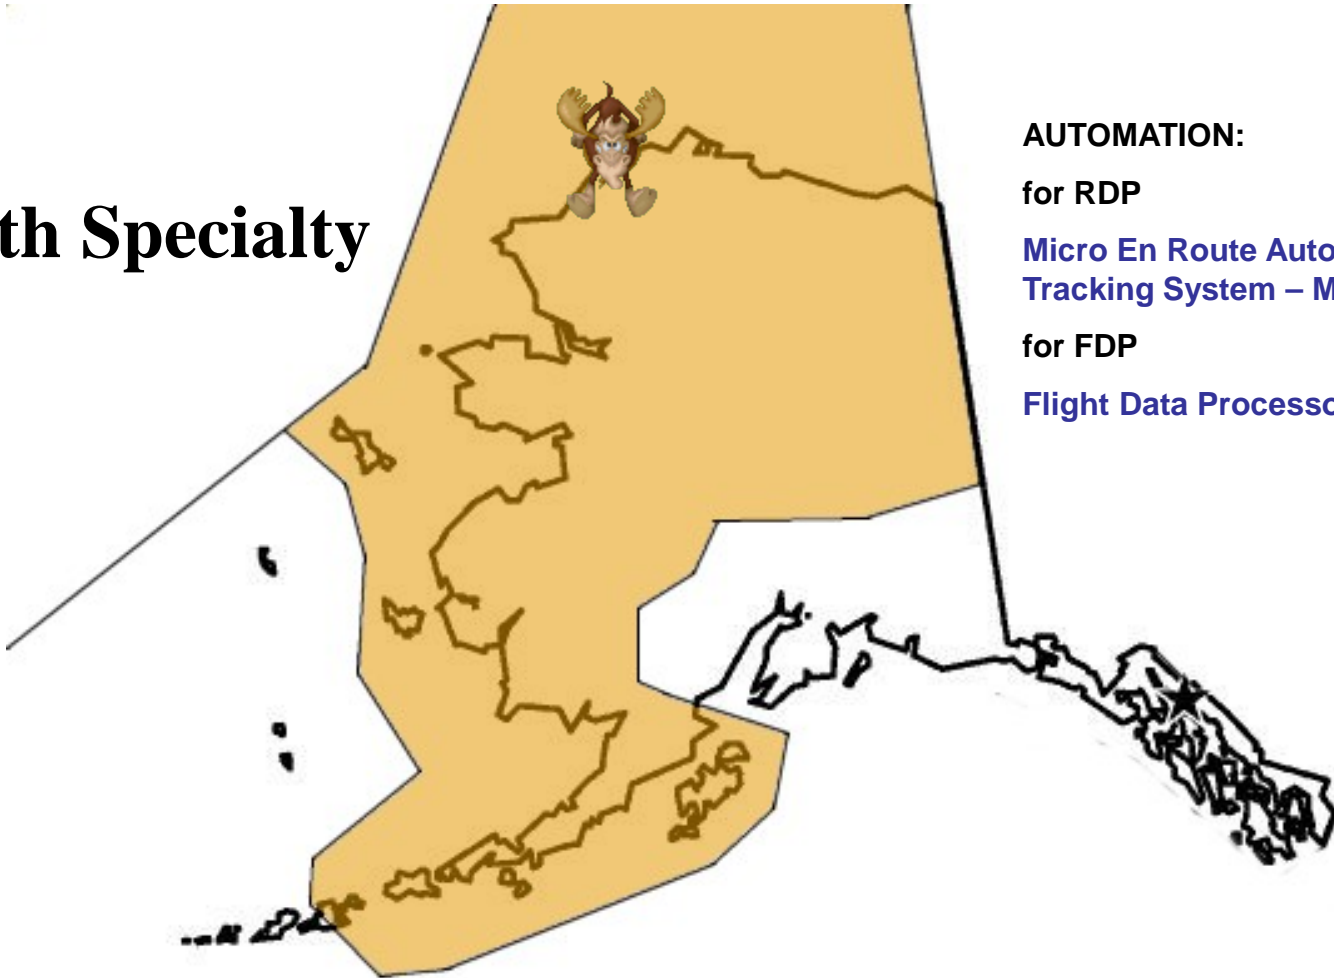 th Specialty
AUTOMATION:
for RDP
Micro En Route Auto
Tracking System – M
for FDP
Flight Data Processo